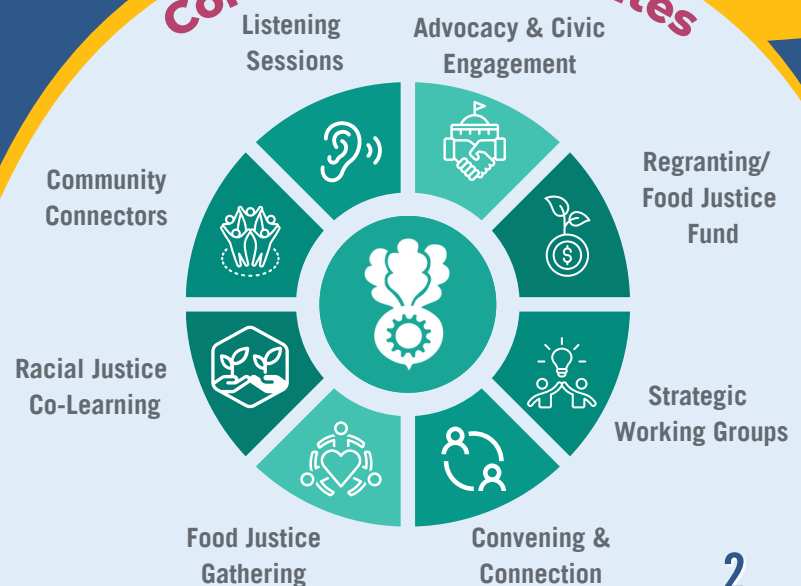 Listening
Sessions
Advocacy & Civic
Engagement
Community
Connectors
Regranting/
Food Justice
Fund
Racial Justice
Co-Learning
Strategic
Working Groups
Food Justice
Gathering
Convening &
Connection
2